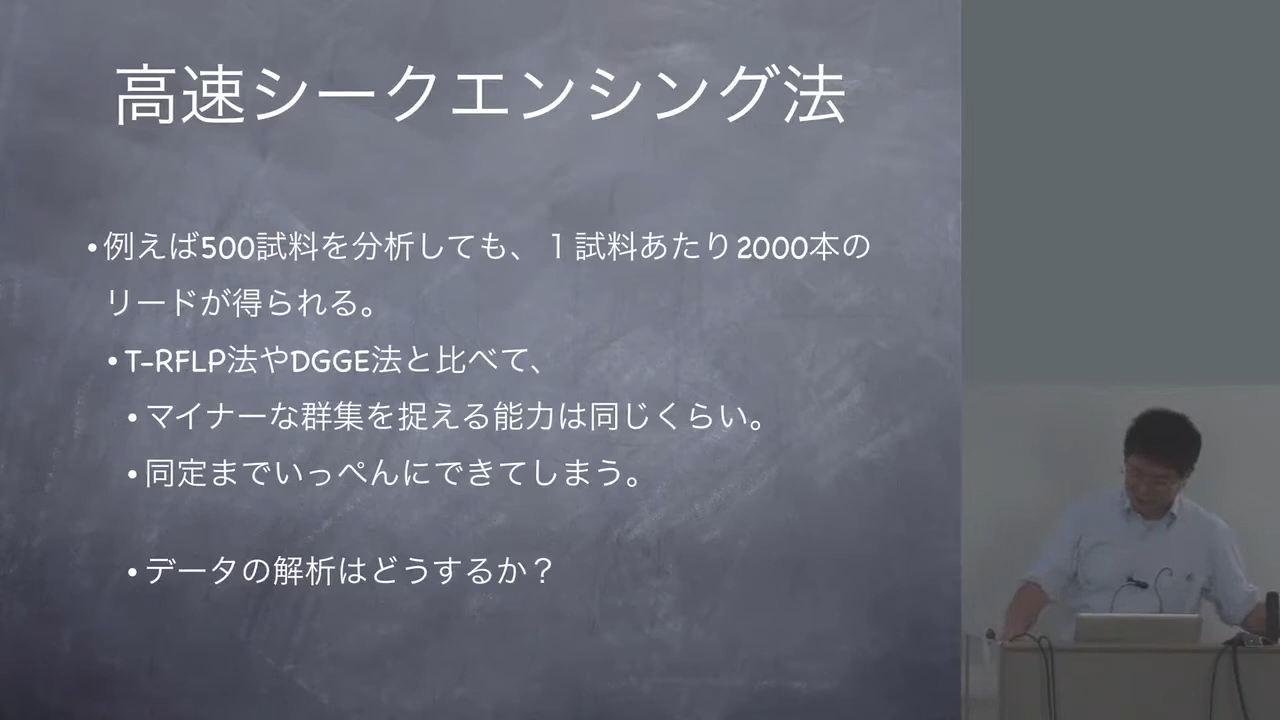 高速シークエンシング法
•例えば500試料を分析しても、１試料あたり2000本の
リードが得られる。
•T-RFLP法やDGGE法と比べて、
•マイナーな群集を捉える能力は同じくらい。
•同定までいっぺんにできてしまう。
•データの解析はどうするか？